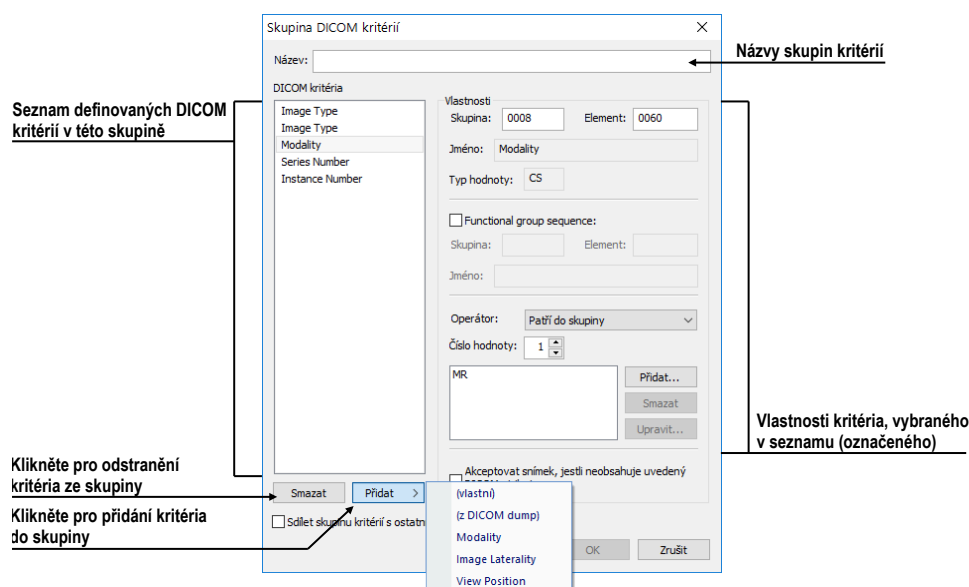 Skupina DICOM kritérií
Název:
Názvy skupin kritérií
DICOM kritéria
Seznam definovaných DICOM
kritérií v této skupině
Image Type
Image Type
Modality
Series Number
Instance Number
Vlastnosti
Skupina: 0008 Element: 0060
Jméno: Modality
Typ hodnoty: CS
Functional group sequence:
Skupina: Element:
Jméno:
Operátor: Patří do skupiny
Číslo hodnoty: 1
MR
Přidat...
Smazat
Upravit...
Vlastnosti kritéria, vybraného
v seznamu (označeného)
Akceptovat snímek, jestli neobsahuje uvedený
Klikněte pro odstranění
kritéria ze skupiny
Smazat Přidat >
Klikněte pro přidání kritéria
do skupiny
Sdílet skupinu kritérií s ostatn
(vlastní)
(z DICOM dump)
Modality
Image Laterality
View Position
OK Zrušit